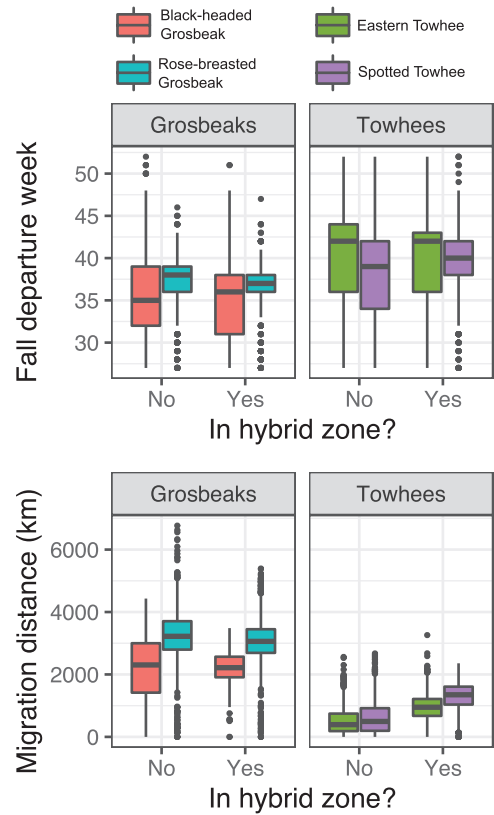 Black-headed
Grosbeak
Eastern Towhee
Rose-breasted
Grosbeak
Spotted Towhee
Grosbeaks
Towhees
Fall departure week
50
45
40
35
30
No
Yes
No
Yes
In hybrid zone?
Grosbeaks
Towhees
Migration distance (km)
6000
4000
2000
0
No
Yes
No
Yes
In hybrid zone?